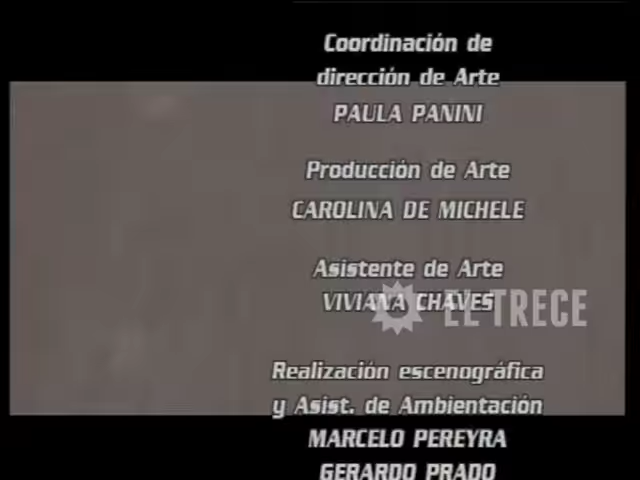 Coordinación de
dirección de Arte
PAULA PANINI
Producción de Arte
CAROLINA DE MICHELE
Asistente de Arte
VIVIANA CHAVES
EL TRECE
Realización escenográfica
y Asist. de Ambientación
MARCELO PEREYRA
GERARDO PRADO